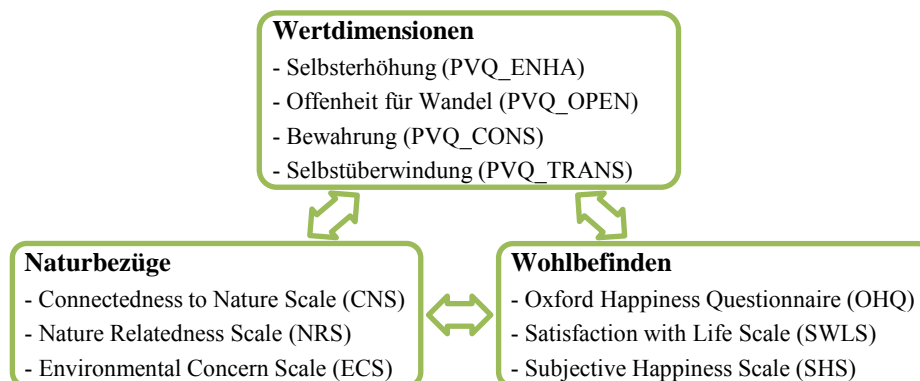 Wertdimensionen
- Selbsterhöhung (PVQ_ENHA)
- Offenheit für Wandel (PVQ_OPEN)
- Bewahrung (PVQ_CONS)
- Selbstüberwindung (PVQ_TRANS)
Naturbezüge
- Connectedness to Nature Scale (CNS)
- Nature Relatedness Scale (NRS)
- Environmental Concern Scale (ECS)
Wohlbefinden
- Oxford Happiness Questionnaire (OHQ)
- Satisfaction with Life Scale (SWLS)
- Subjective Happiness Scale (SHS)